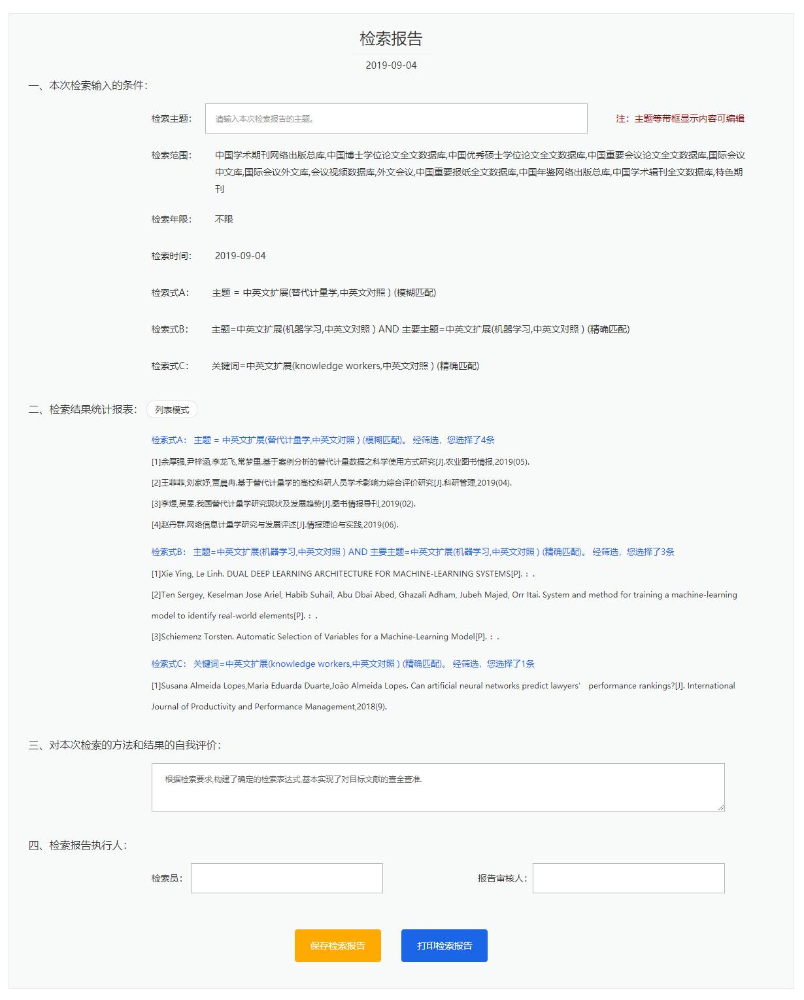 检索报告
2019-09-04
一、本次检索输入的条件：
检索主题： 请输入本次检索报告的主题。 注：主题等带框显示内容可编辑
检索范围： 中国学术期刊网络出版总库,中国博士学位论文全文数据库,中国优秀硕士学位论文全文数据库,中国重要会议论文全文数据库,国际会议
中文库,国际会议外文库,会议视频数据库,外文会议,中国重要报纸全文数据库,中国年鉴网络出版总库,中国学术辑刊全文数据库,特色期
刊
检索年限： 不限
检索时间： 2019-09-04
检索式A： 主题 = 中英文扩展(替代计量学,中英文对照 ) (模糊匹配)
检索式B： 主题=中英文扩展(机器学习,中英文对照 ) AND 主要主题=中英文扩展(机器学习,中英文对照 ) (精确匹配)
检索式C： 关键词=中英文扩展(knowledge workers,中英文对照 ) (精确匹配)
二、检索结果统计报表： 列表模式
检索式A： 主题 = 中英文扩展(替代计量学,中英文对照 ) (模糊匹配)。 经筛选，您选择了4条
[1]余厚强,尹梓涵,李龙飞,常梦里.基于案例分析的替代计量数据之科学使用方式研究[J].农业图书情报,2019(05).
[2]王菲菲,刘家妤,贾晨冉.基于替代计量学的高校科研人员学术影响力综合评价研究[J].科研管理,2019(04).
[3]李煜,吴旻.我国替代计量学研究现状及发展趋势[J].图书情报导刊,2019(02).
[4]赵丹群.网络信息计量学研究与发展评述[J].情报理论与实践,2019(06).
检索式B： 主题=中英文扩展(机器学习,中英文对照 ) AND 主要主题=中英文扩展(机器学习,中英文对照 ) (精确匹配)。 经筛选，您选择了3条
[1]Xie Ying, Le Linh. DUAL DEEP LEARNING ARCHITECTURE FOR MACHINE-LEARNING SYSTEMS[P].：.
[2]Ten Sergey, Keselman Jose Ariel, Habib Suhail, Abu Dbai Abed, Ghazali Adham, Jubeh Majed, Orr Itai. System and method for training a machine-learning
model to identify real-world elements[P].：.
[3]Schiemenz Torsten. Automatic Selection of Variables for a Machine-Learning Model[P].：.
检索式C： 关键词=中英文扩展(knowledge workers,中英文对照 ) (精确匹配)。 经筛选，您选择了1条
[1]Susana Almeida Lopes,Maria Eduarda Duarte,João Almeida Lopes. Can artificial neural networks predict lawyers’ performance rankings?[J]. International
Journal of Productivity and Performance Management,2018(9).
三、对本次检索的方法和结果的自我评价：
根据检索要求,构建了确定的检索表达式,基本实现了对目标文献的查全查准.
四、检索报告执行人：
检索员： 报告审核人：
保存检索报告 打印检索报告